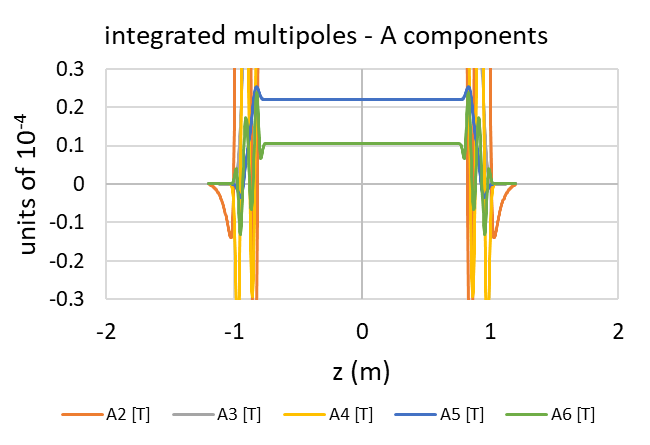 integrated multipoles - A components
units of 10⁻⁴
0.3
0.2
0.1
0
-0.1
-0.2
-0.3
-2 -1 0 1 2
z (m)
A2 [T] A3 [T] A4 [T] A5 [T] A6 [T]